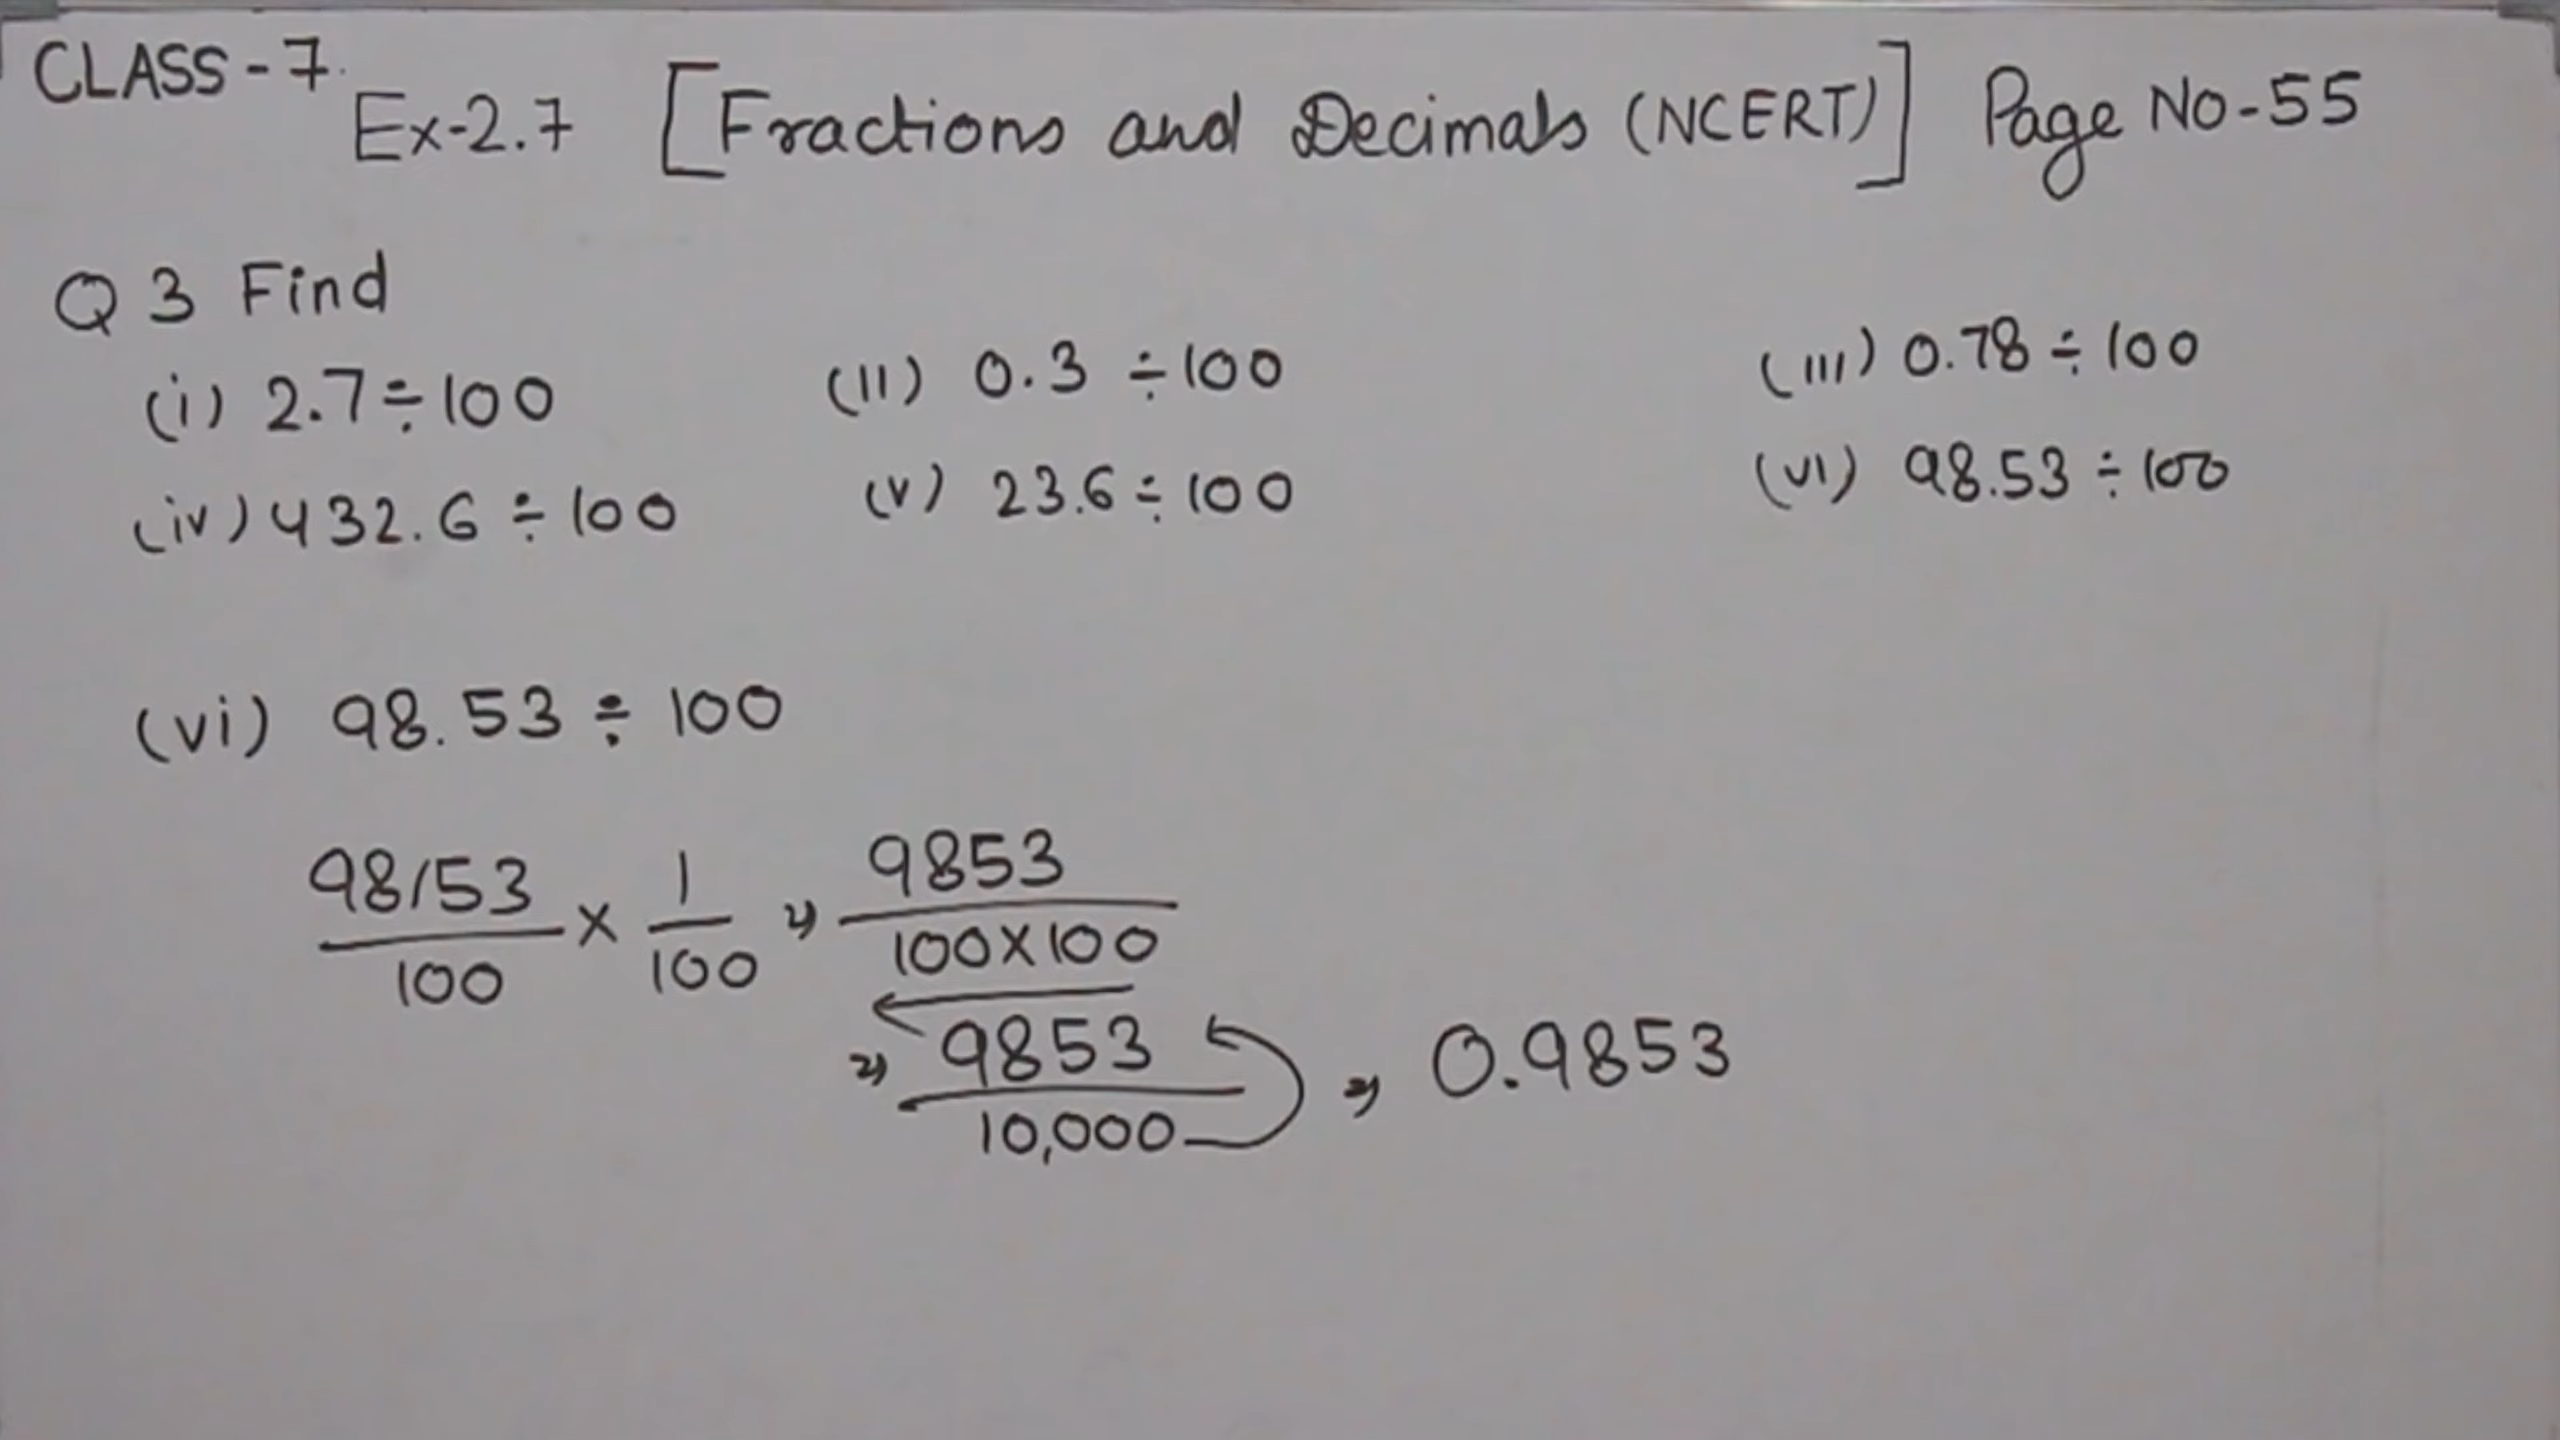 CLASS-7.
Ex-2.7 [Fractions and Decimals (NCERT)] Page No-55
Q 3 Find
(i) 2.7÷100 (II) 0.3 ÷100 (III) 0.78÷100
(iv) 432.6 ÷ 100 (V) 23.6÷100 (VI) 98.53÷100
(vi) 98.53 ÷ 100
98/53/100 × 1/100 ⇒ 9853/100×100
⇒ 9853/10,000 ⇒ 0.9853